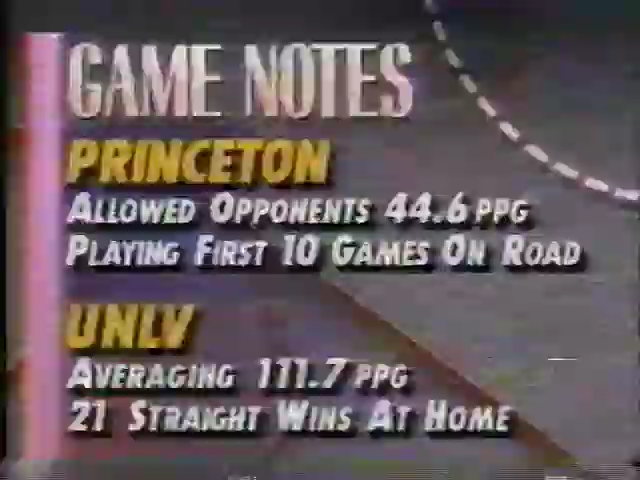 GAME NOTES
PRINCETON
ALLOWED OPPONENTS 44.6 PPG
PLAYING FIRST 10 GAMES ON ROAD
UNLV
AVERAGING 111.7 PPG
21 STRAIGHT WINS AT HOME